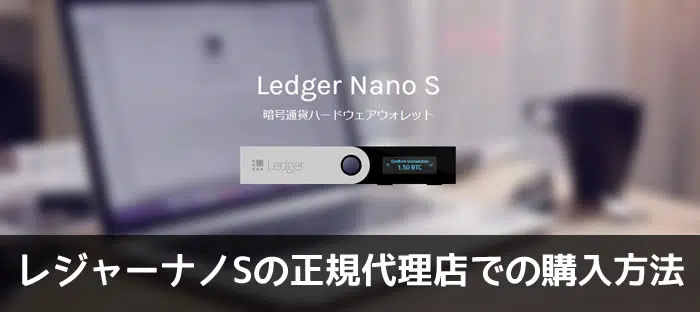 Ledger Nano S
暗号通貨ハードウェアウォレット
Ledger
Confirm transaction
1.50 BTC
レジャーナノSの正規代理店での購入方法